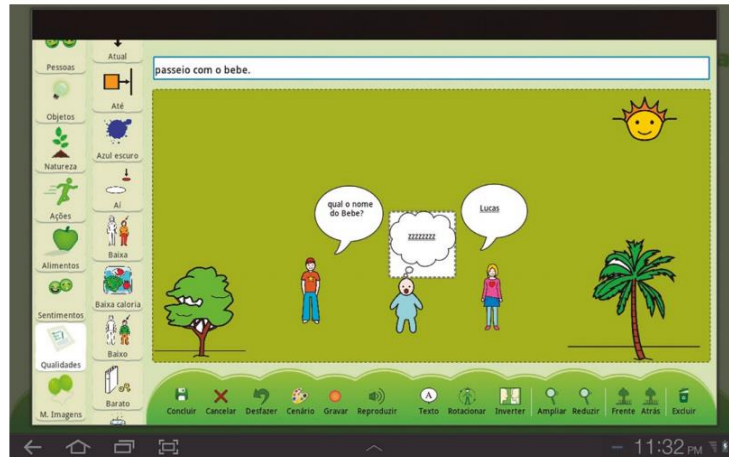 passeio com o bebe.
Pessoas
Objetos
Natureza
Ações
Alimentos
Sentimentos
Qualidades
M. Imagens
Atual
Até
Azul escuro
Aí
Baixa
Baixa caloria
Baixo
Barato
qual o nome
do Bebe?
zzzzzzzz
Lucas
Concluir Cancelar Desfazer Cenário Gravar Reproduzir Texto Rotacionar Inverter Ampliar Reduzir Frente Atrás Excluir
A
11:32 PM